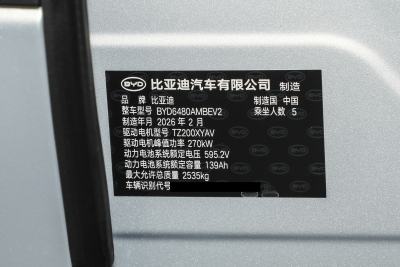 BYD 比亚迪汽车有限公司 制造
品 牌 比亚迪 制造国 中国
整车型号 BYD6480AMBEV2 乘坐人数 5
制造年月 2026 年 2 月
驱动电机型号 TZ200XYAV
驱动电机峰值功率 270kW
动力电池系统额定电压 595.2V
动力电池系统额定容量 139Ah
最大允许总质量 2535kg
车辆识别代号